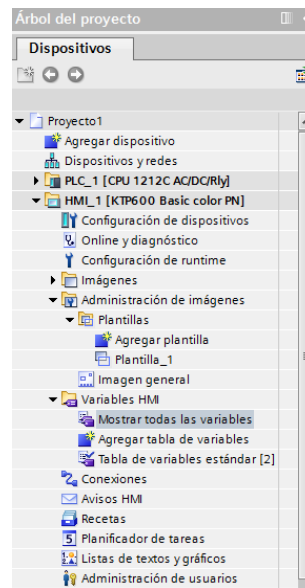 Árbol del proyecto
Dispositivos
Proyecto1
Agregar dispositivo
Dispositivos y redes
PLC_1 [CPU 1212C AC/DC/Rly]
HMI_1 [KTP600 Basic color PN]
Configuración de dispositivos
Online y diagnóstico
Configuración de runtime
Imágenes
Administración de imágenes
Plantillas
Agregar plantilla
Plantilla_1
Imagen general
Variables HMI
Mostrar todas las variables
Agregar tabla de variables
Tabla de variables estándar [2]
Conexiones
Avisos HMI
Recetas
Planificador de tareas
Listas de textos y gráficos
Administración de usuarios